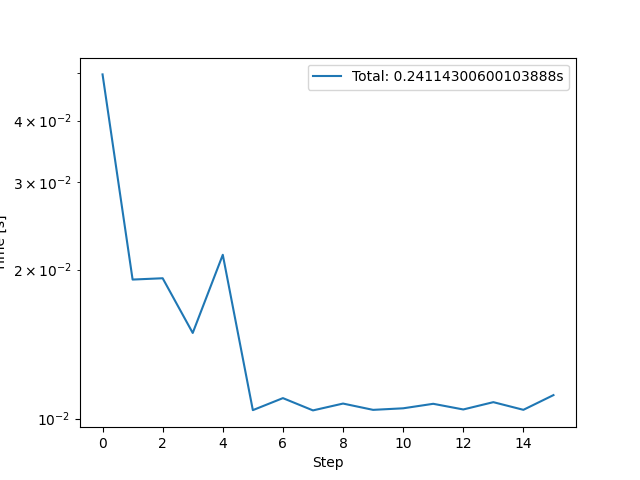 Total: 0.24114300600103888s
4 × 10⁻²
3 × 10⁻²
2 × 10⁻²
10⁻²
0 2 4 6 8 10 12 14
Step
Time [s]